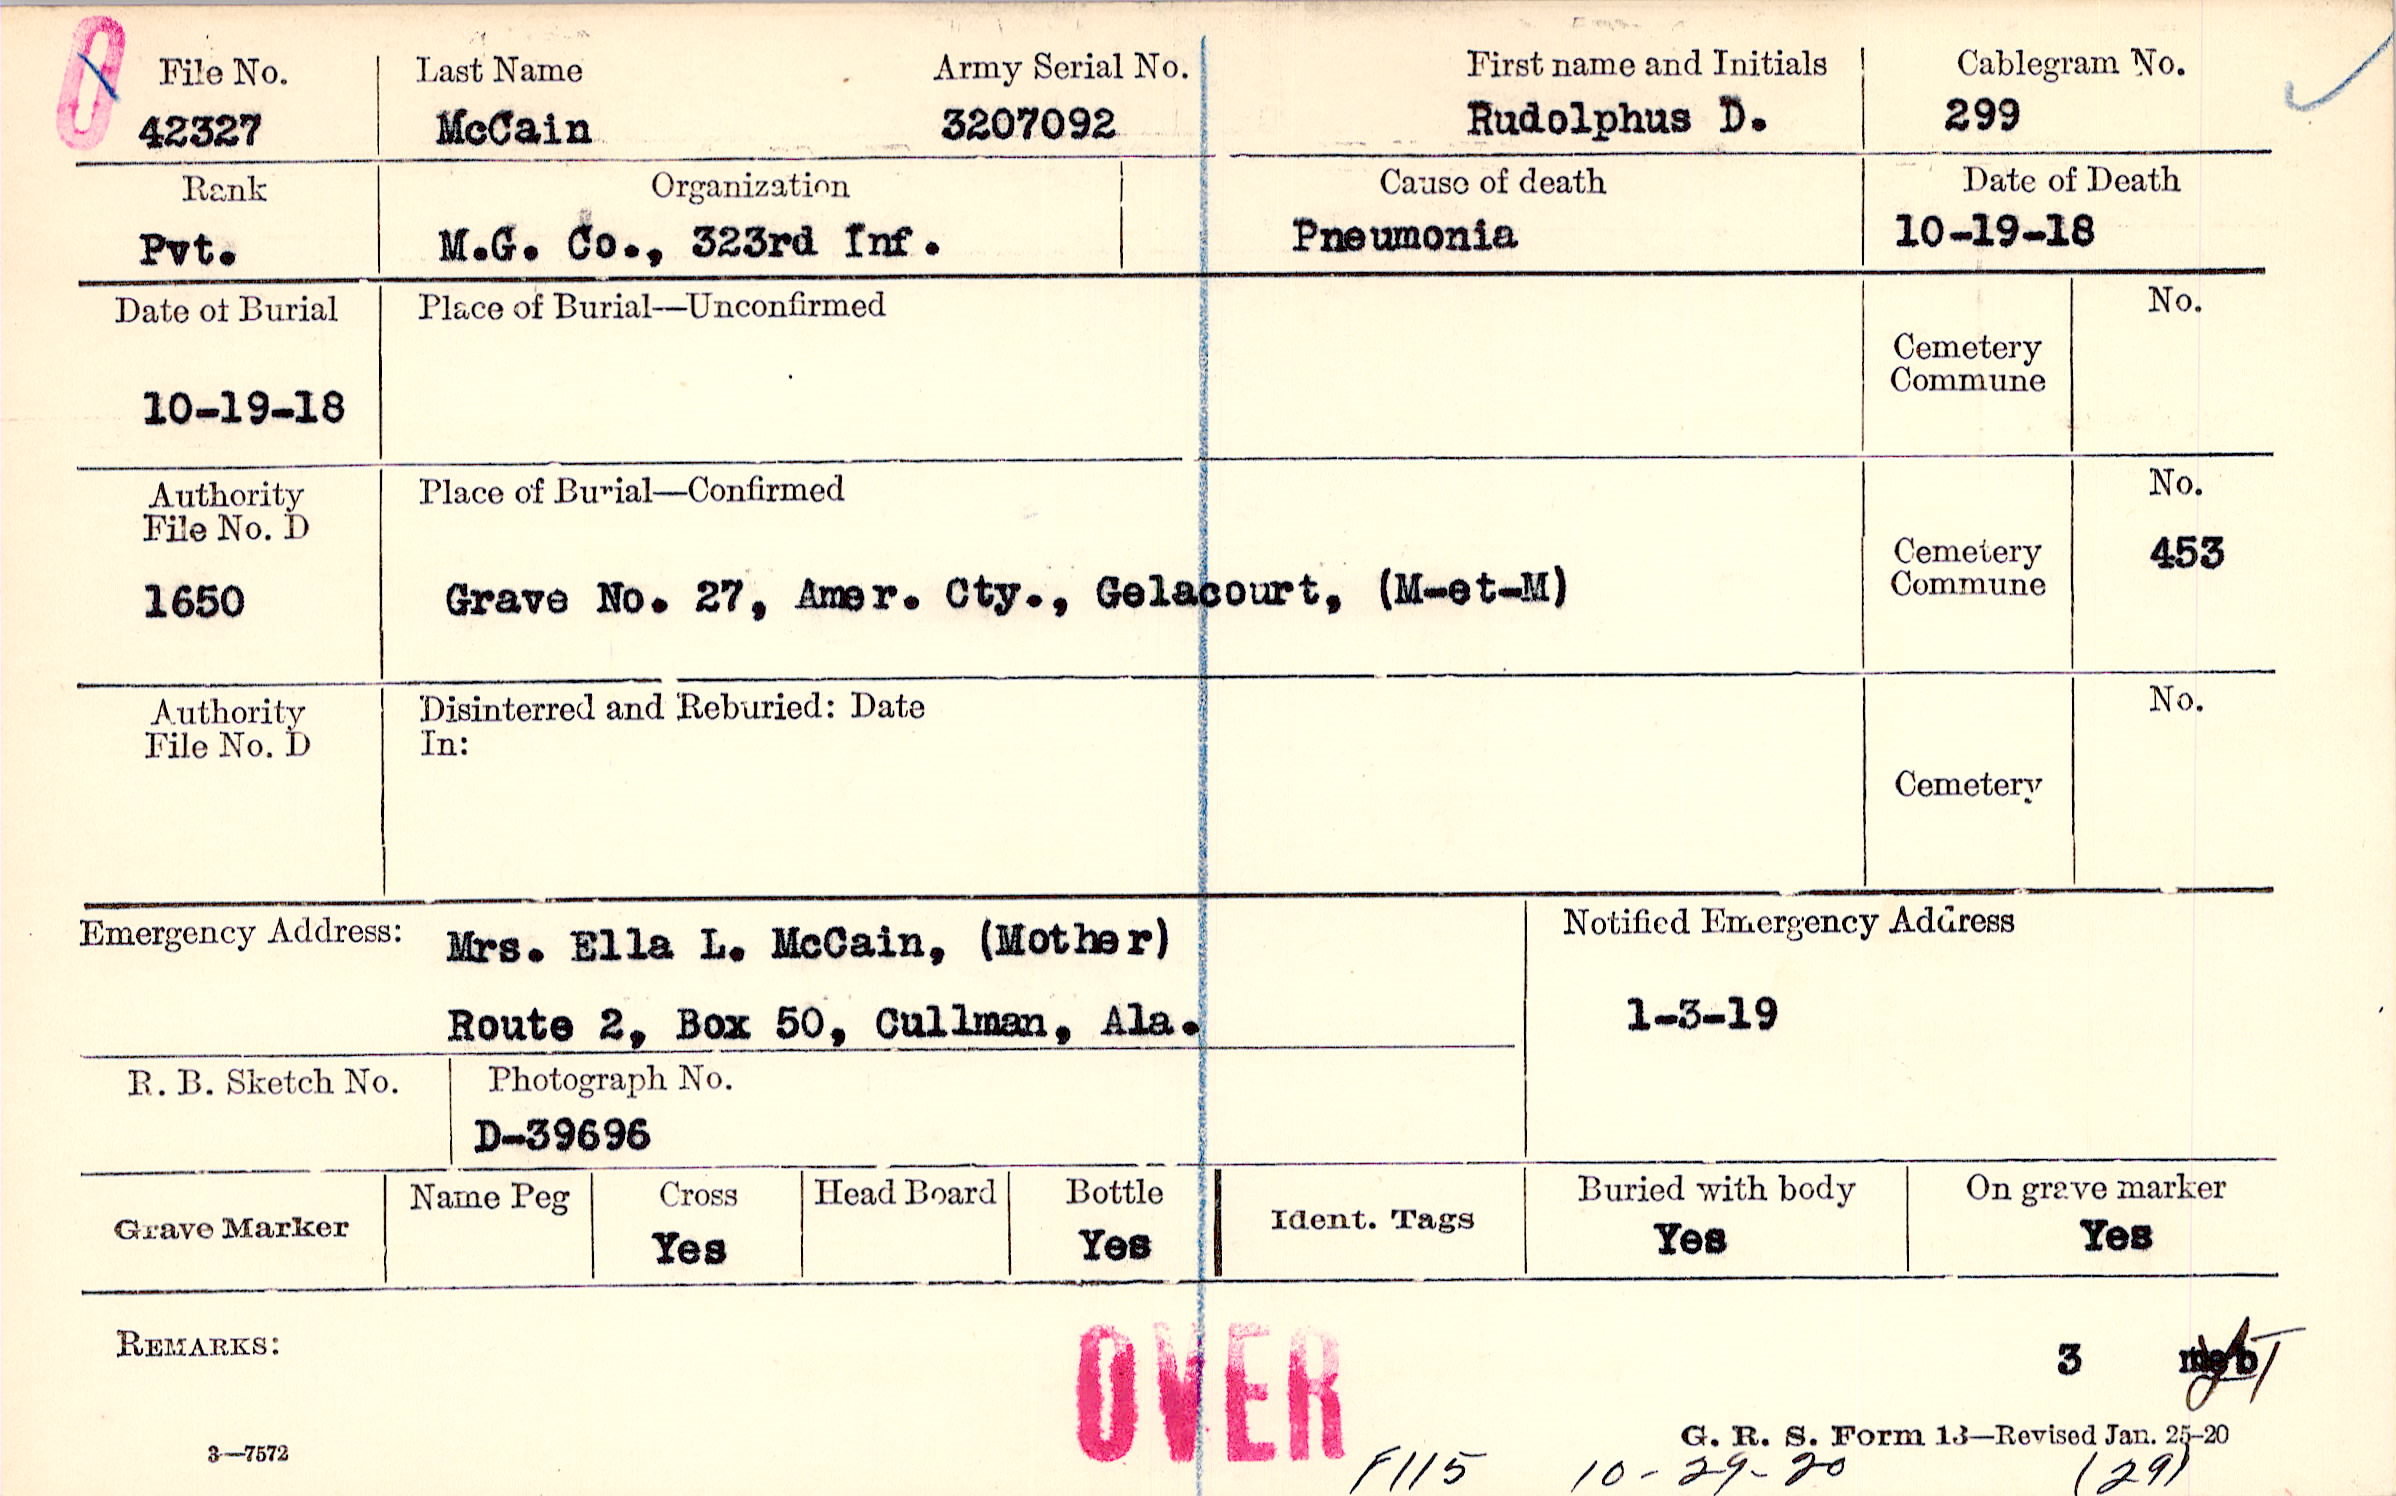 O
File No. Last Name Army Serial No. First name and Initials Cablegram No.
42327 McCain 3207092 Rudolphus D. 299
Rank Organization Cause of death Date of Death
Pvt. M.G. Co., 323rd Inf. Pneumonia 10-19-18
Date of Burial Place of Burial—Unconfirmed No.
Cemetery
Commune
10-19-18
Authority Place of Burial—Confirmed No.
File No. D
Cemetery 453
Commune
1650 Grave No. 27, Amer. Cty., Gelacourt, (M-et-M)
Authority Disinterred and Reburied: Date No.
File No. D In:
Cemetery
Emergency Address: Mrs. Ella L. McCain, (Mother) Notified Emergency Address
Route 2, Box 50, Cullman, Ala. 1-3-19
R. B. Sketch No. Photograph No.
D-39696
Grave Marker Name Peg Cross Head Board Bottle Ident. Tags Buried with body On grave marker
Yes Yes Yes Yes
REMARKS: OVER 3
3—7572 G. R. S. Form 13—Revised Jan. 25-20
F115 10-29-20 (29)